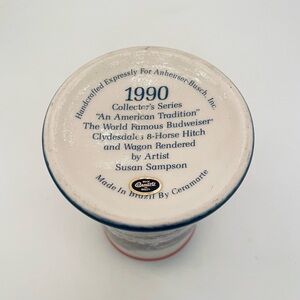 Handcrafted Expressly For Anheuser-Busch, Inc.
1990
Collector's Series
"An American Tradition"
The World Famous Budweiser
Clydesdales 8-Horse Hitch
and Wagon Rendered
by Artist
Susan Sampson
Made In Brazil By Ceramarte